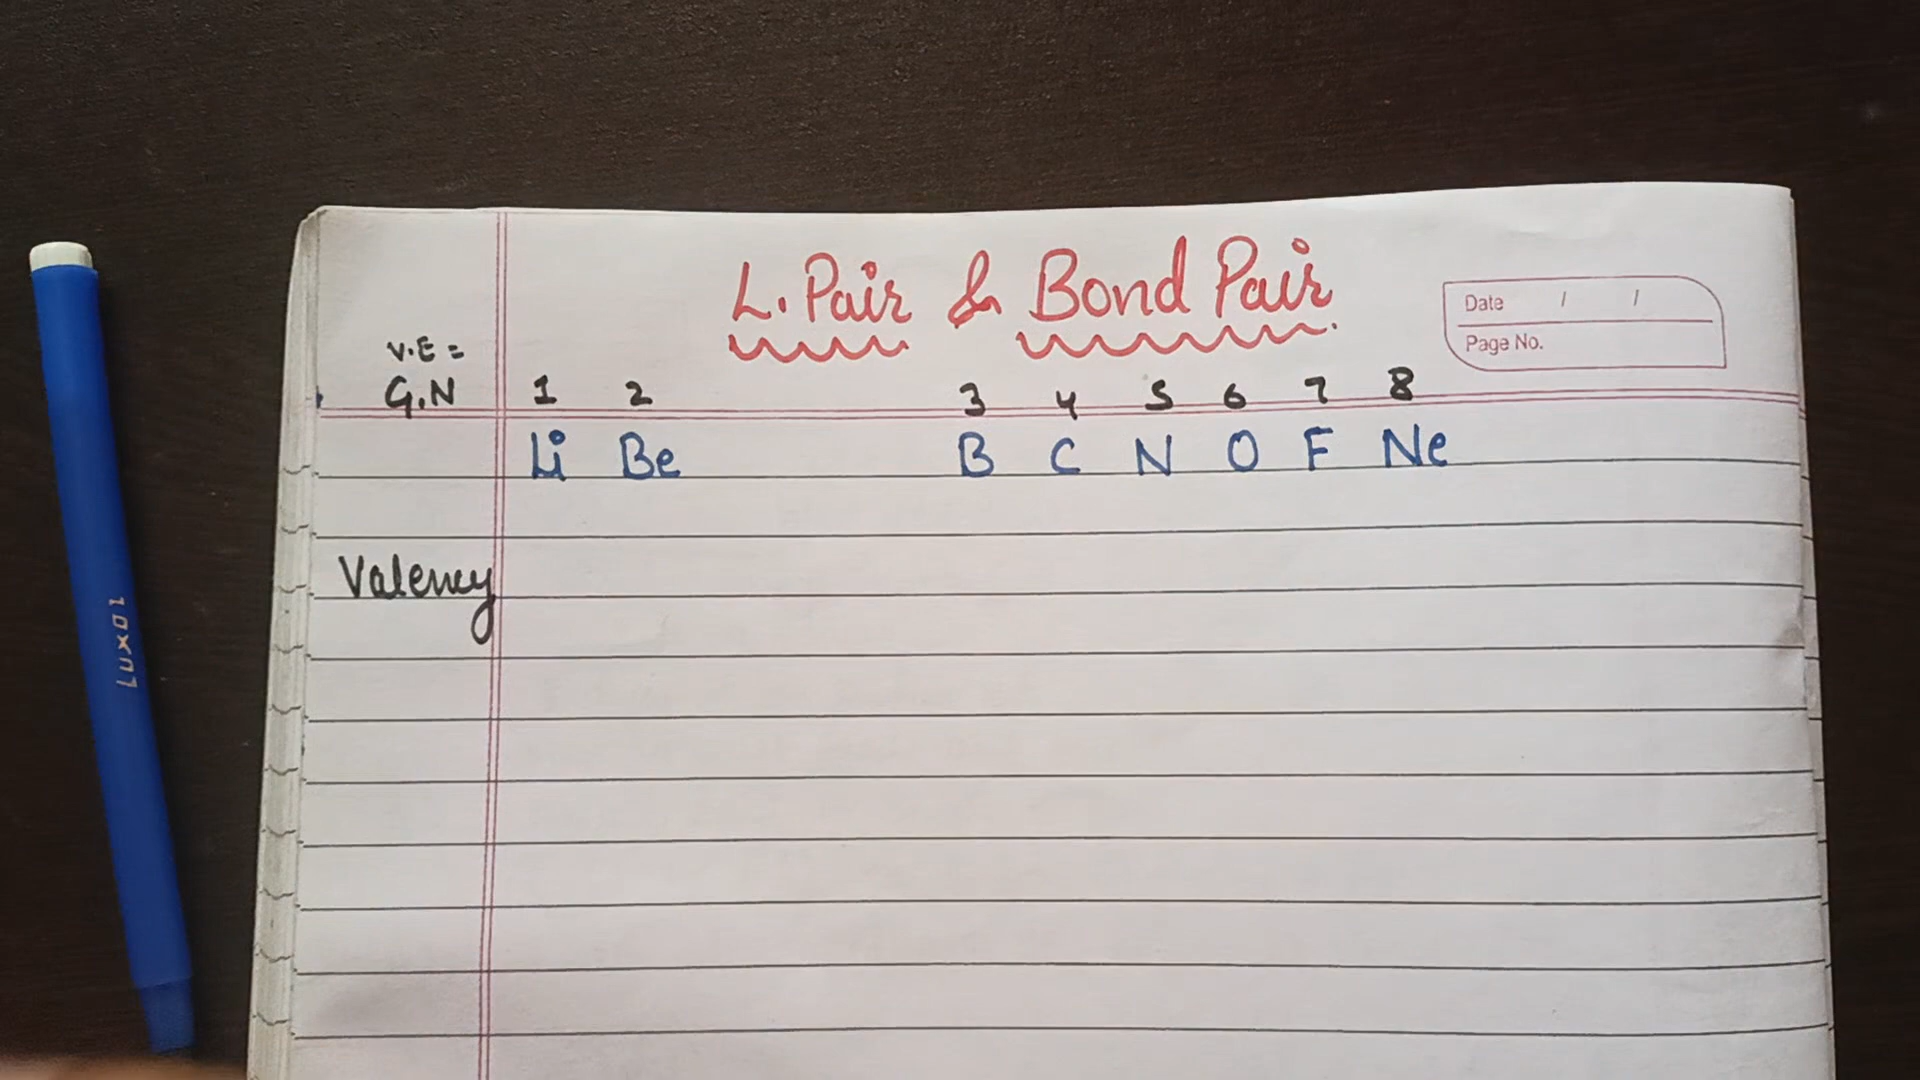 L. Pair & Bond Pair
Date / /
Page No.
V.E =
G.N 1 2 3 4 5 6 7 8
Li Be B C N O F Ne
Valency
LUXOR